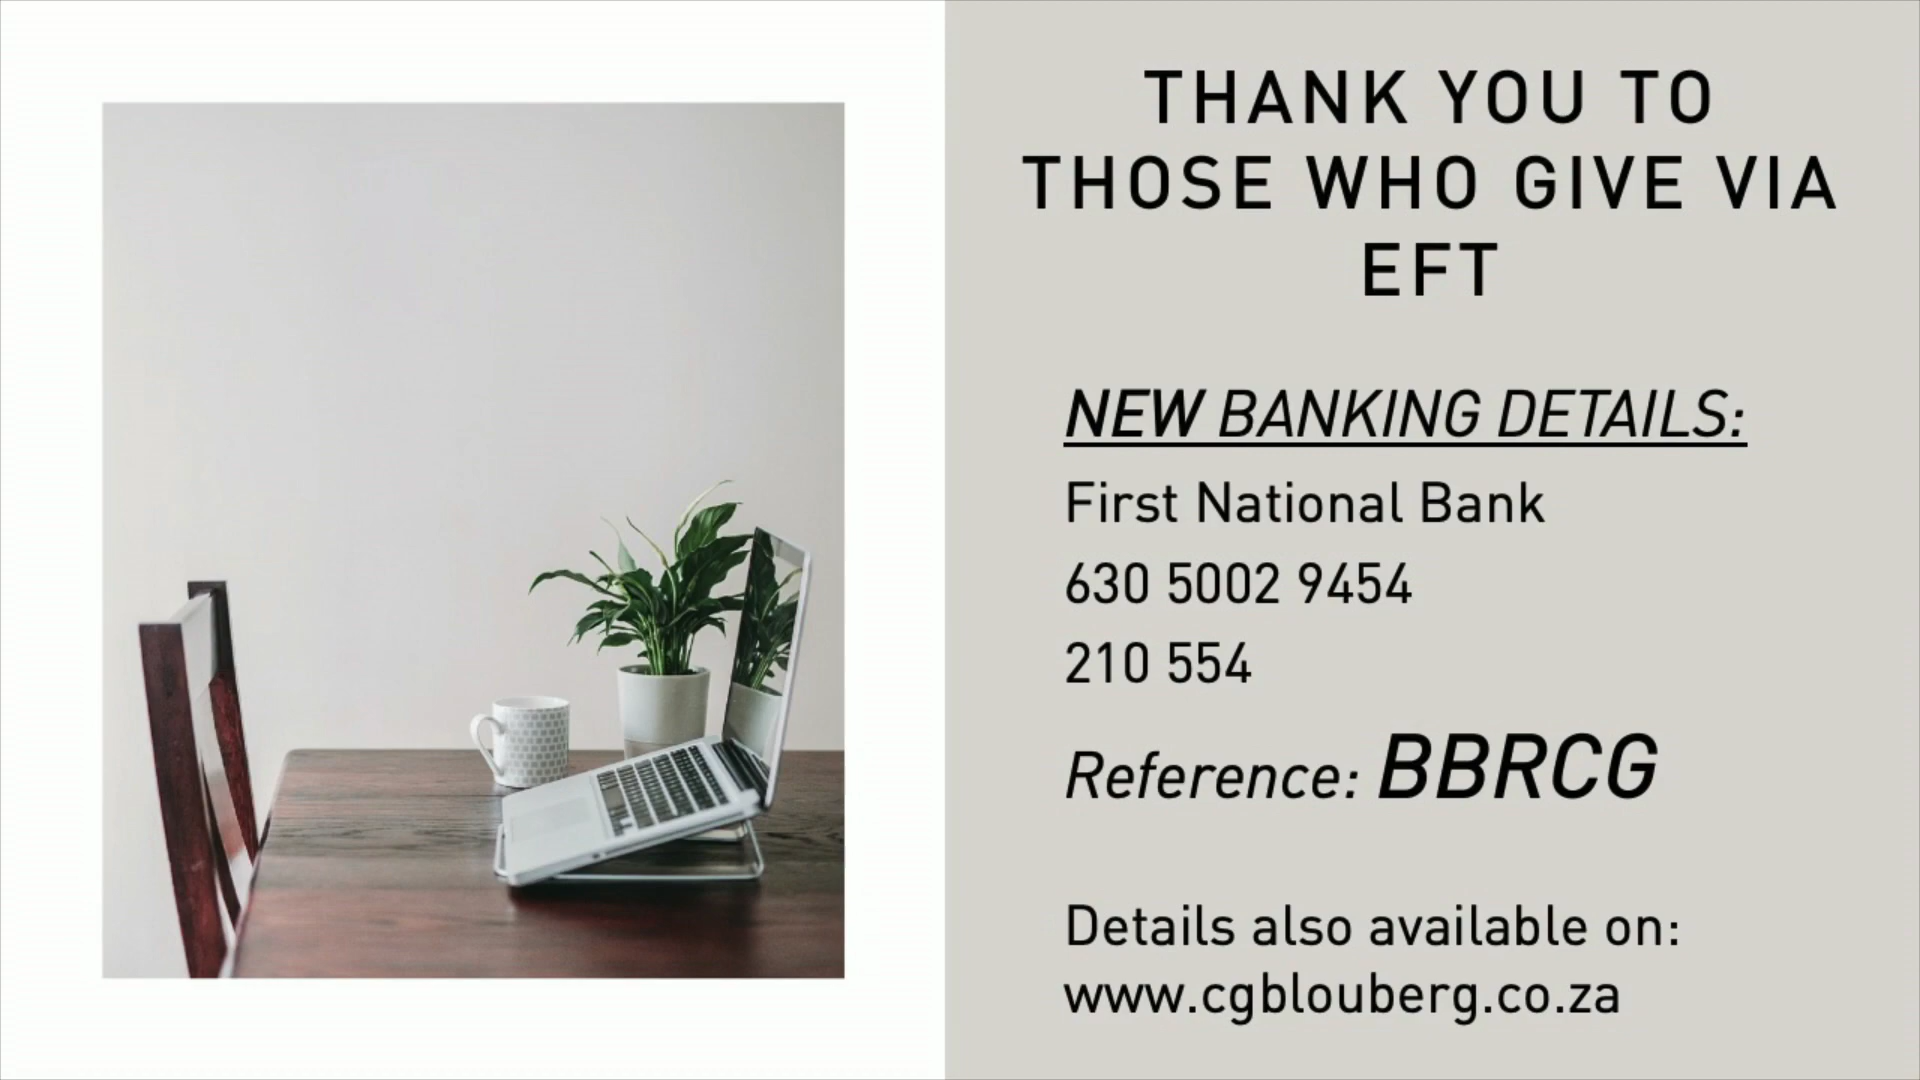 THANK YOU TO
THOSE WHO GIVE VIA
EFT
NEW BANKING DETAILS:
First National Bank
630 5002 9454
210 554
Reference: BBRCG
Details also available on:
www.cgblouberg.co.za